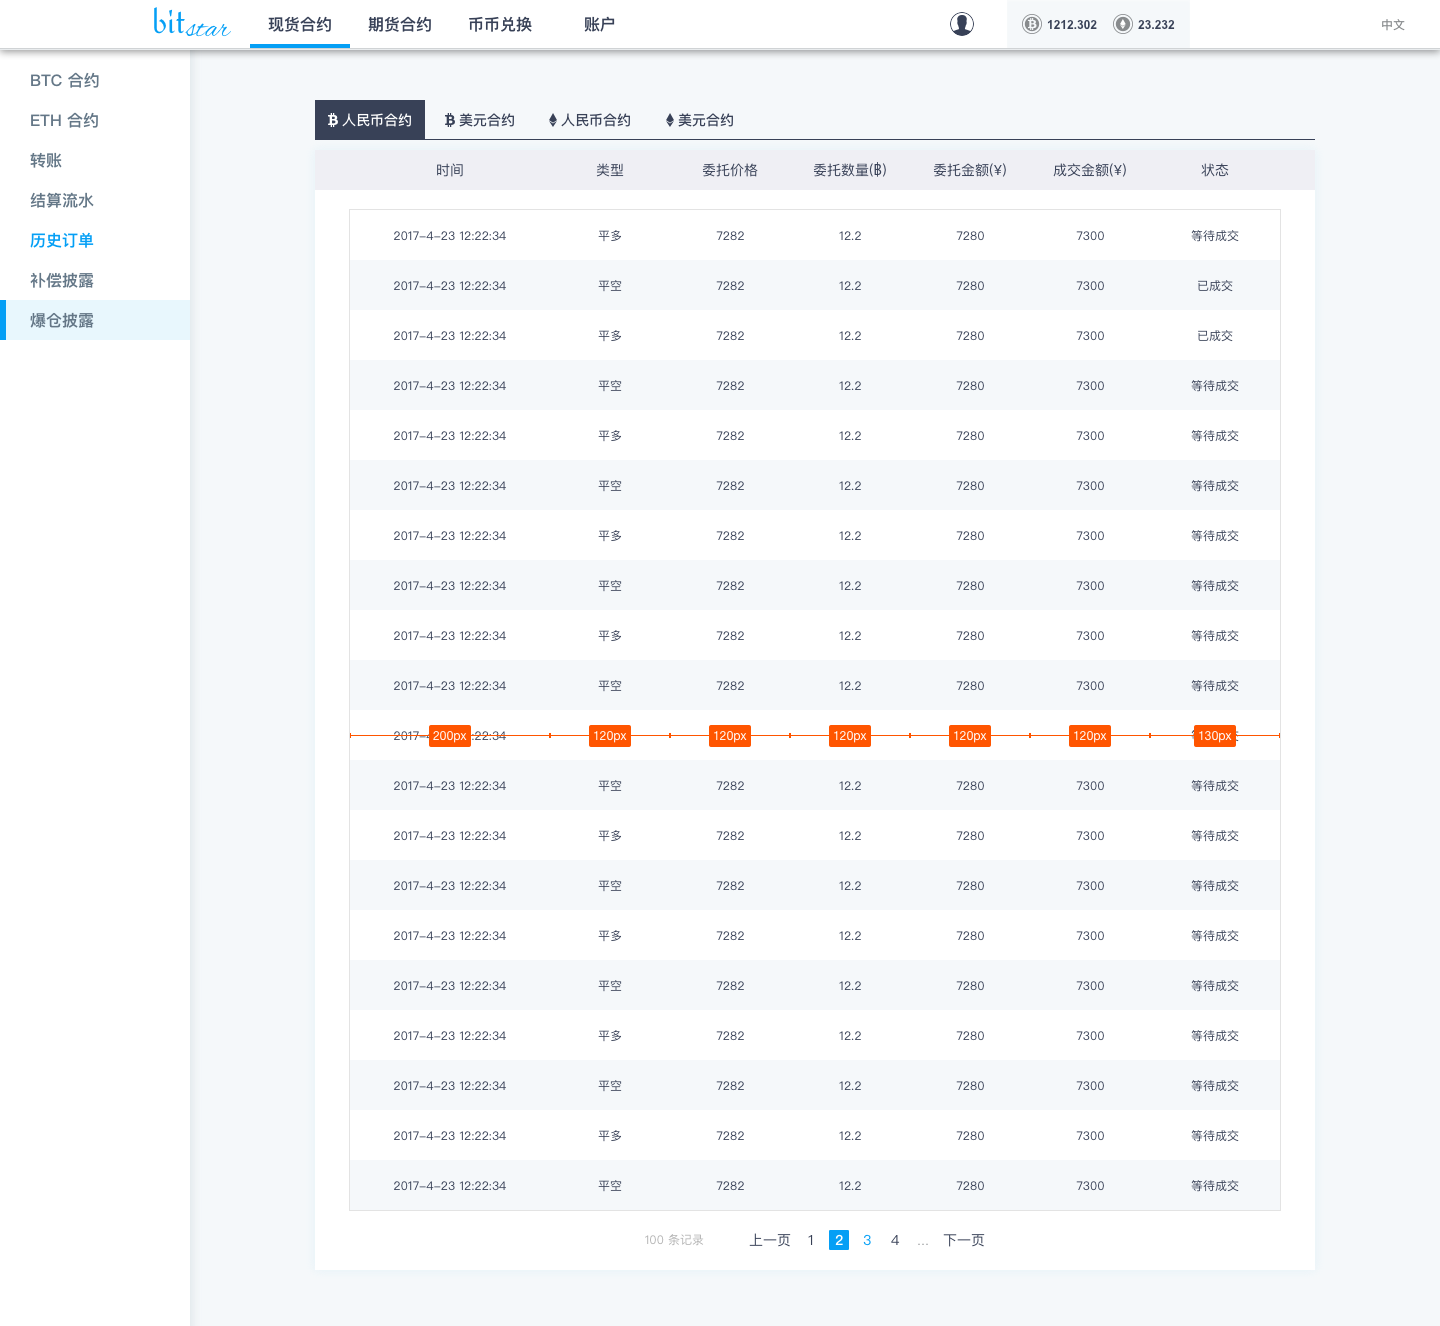 bitstar 现货合约 期货合约 币币兑换 账户 1212.302 23.232 中文
BTC 合约
ETH 合约
转账
结算流水
历史订单
补偿披露
爆仓披露
人民币合约 美元合约 人民币合约 美元合约
时间 类型 委托价格 委托数量(฿) 委托金额(¥) 成交金额(¥) 状态
2017-4-23 12:22:34 平多 7282 12.2 7280 7300 等待成交
2017-4-23 12:22:34 平空 7282 12.2 7280 7300 已成交
2017-4-23 12:22:34 平多 7282 12.2 7280 7300 已成交
2017-4-23 12:22:34 平空 7282 12.2 7280 7300 等待成交
2017-4-23 12:22:34 平多 7282 12.2 7280 7300 等待成交
2017-4-23 12:22:34 平空 7282 12.2 7280 7300 等待成交
2017-4-23 12:22:34 平多 7282 12.2 7280 7300 等待成交
2017-4-23 12:22:34 平空 7282 12.2 7280 7300 等待成交
2017-4-23 12:22:34 平多 7282 12.2 7280 7300 等待成交
2017-4-23 12:22:34 平空 7282 12.2 7280 7300 等待成交
200px 120px 120px 120px 120px 120px 130px
2017-4-23 12:22:34 平空 7282 12.2 7280 7300 等待成交
2017-4-23 12:22:34 平多 7282 12.2 7280 7300 等待成交
2017-4-23 12:22:34 平空 7282 12.2 7280 7300 等待成交
2017-4-23 12:22:34 平多 7282 12.2 7280 7300 等待成交
2017-4-23 12:22:34 平空 7282 12.2 7280 7300 等待成交
2017-4-23 12:22:34 平多 7282 12.2 7280 7300 等待成交
2017-4-23 12:22:34 平空 7282 12.2 7280 7300 等待成交
2017-4-23 12:22:34 平多 7282 12.2 7280 7300 等待成交
2017-4-23 12:22:34 平空 7282 12.2 7280 7300 等待成交
100 条记录 上一页 1 2 3 4 ... 下一页